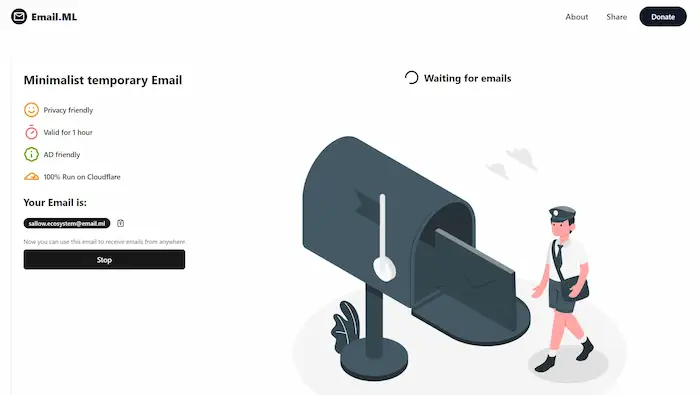 Email.ML
About
Share
Donate
Minimalist temporary Email
Privacy friendly
Valid for 1 hour
AD friendly
100% Run on Cloudflare
Your Email is:
sallow.ecosystem@email.ml
Now you can use this email to receive emails from anywhere
Stop
Waiting for emails